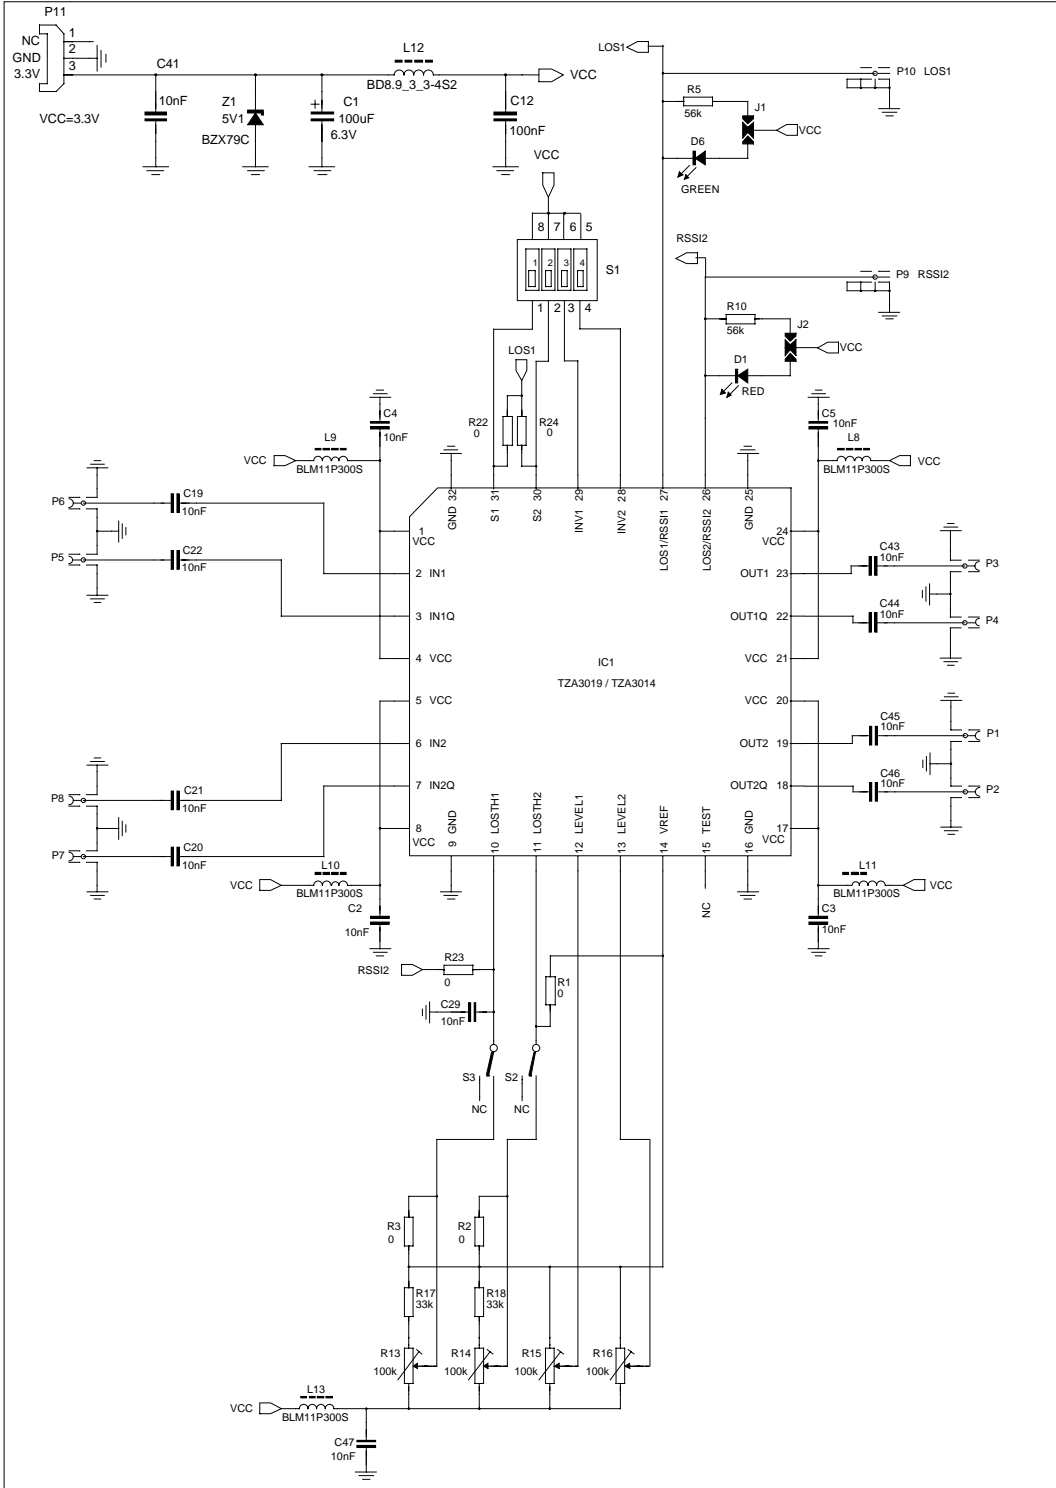 P11
NC
1
GND
2
3.3V
3
VCC=3.3V
C41
10nF
Z1
5V1
BZX79C
C1
100uF
6.3V
+
L12
BD8.9_3_3-4S2
C12
100nF
VCC
LOS1
P10 LOS1
R5
56k
J1
VCC
D6
GREEN
VCC
8 7 6 5
1 2 3 4
S1
1 2 3 4
RSSI2
P9 RSSI2
R10
56k
J2
VCC
D1
RED
LOS1
R22
0
R24
0
C4
10nF
L9
VCC
BLM11P300S
C5
10nF
L8
VCC
BLM11P300S
GND 32
S1 31
S2 30
INV1 29
INV2 28
LOS1/RSSI1 27
LOS2/RSSI2 26
GND 25
P6
C19
10nF
P5
C22
10nF
1
VCC
2 IN1
3 IN1Q
4 VCC
5 VCC
6 IN2
7 IN2Q
8
VCC
IC1
TZA3019 / TZA3014
24
VCC
OUT1 23
OUT1Q 22
VCC 21
VCC 20
OUT2 19
OUT2Q 18
17
VCC
C43
10nF
P3
C44
10nF
P4
C45
10nF
P1
C46
10nF
P2
P8
C21
10nF
P7
C20
10nF
9 GND
10 LOSTH1
11 LOSTH2
12 LEVEL1
13 LEVEL2
14 VREF
15 TEST
16 GND
NC
L10
VCC
BLM11P300S
C2
10nF
L11
VCC
BLM11P300S
C3
10nF
RSSI2
R23
0
C29
10nF
R1
0
S3
NC
S2
NC
R3
0
R2
0
R17
33k
R18
33k
R13
100k
R14
100k
R15
100k
R16
100k
L13
VCC
BLM11P300S
C47
10nF